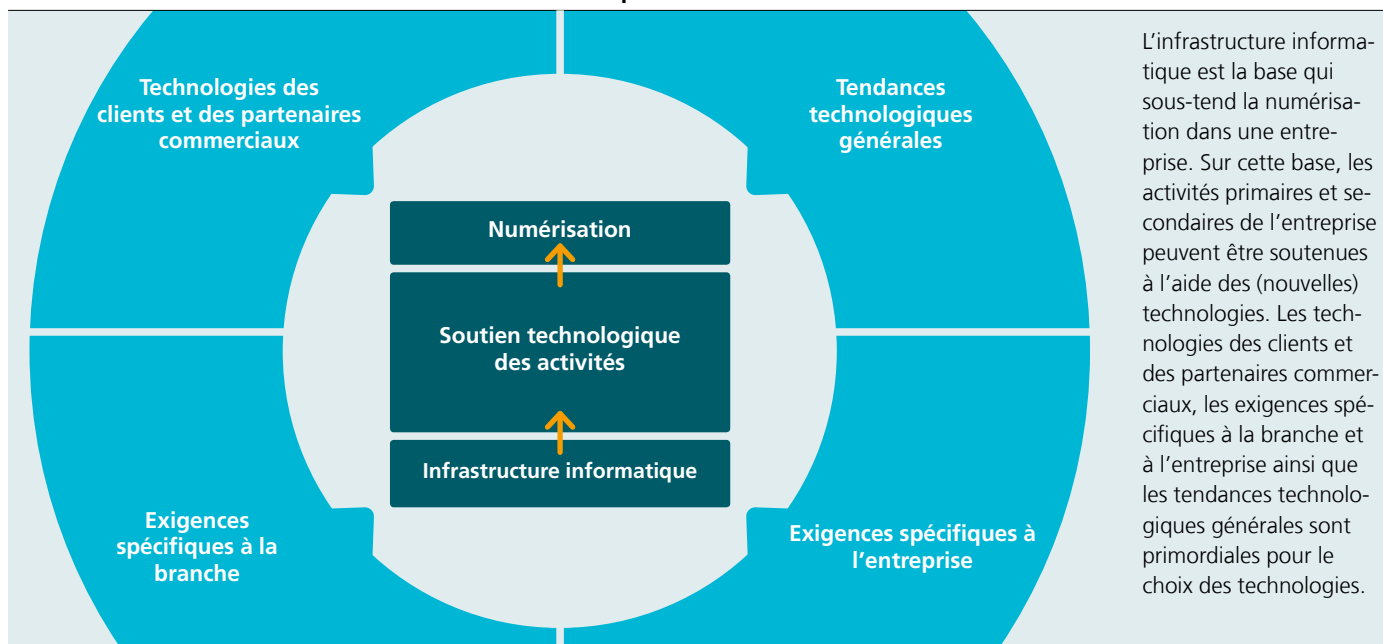 Technologies des
clients et des partenaires
commerciaux
Tendances
technologiques
générales
Numérisation
Soutien technologique
des activités
Infrastructure informatique
Exigences
spécifiques à la
branche
Exigences spécifiques à
l’entreprise
L’infrastructure informa-
tique est la base qui
sous-tend la numérisa-
tion dans une entre-
prise. Sur cette base, les
activités primaires et se-
condaires de l’entreprise
peuvent être soutenues
à l’aide des (nouvelles)
technologies. Les tech-
nologies des clients et
des partenaires commer-
ciaux, les exigences spé-
cifiques à la branche et
à l’entreprise ainsi que
les tendances technolo-
giques générales sont
primordiales pour le
choix des technologies.